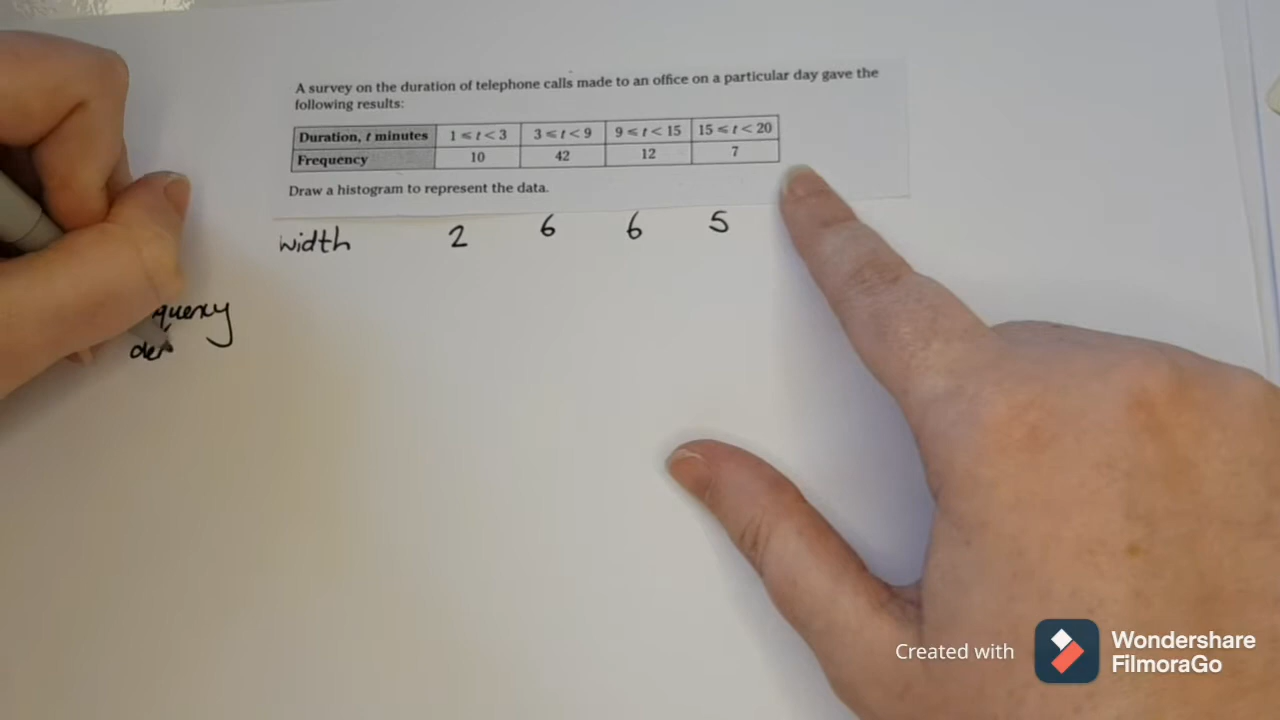 A survey on the duration of telephone calls made to an office on a particular day gave the
following results:
Duration, t minutes 1 ⩽ t < 3 3 ⩽ t < 9 9 ⩽ t < 15 15 ⩽ t < 20
Frequency 10 42 12 7
Draw a histogram to represent the data.
width 2 6 6 5
quency
den
Created with Wondershare
FilmoraGo